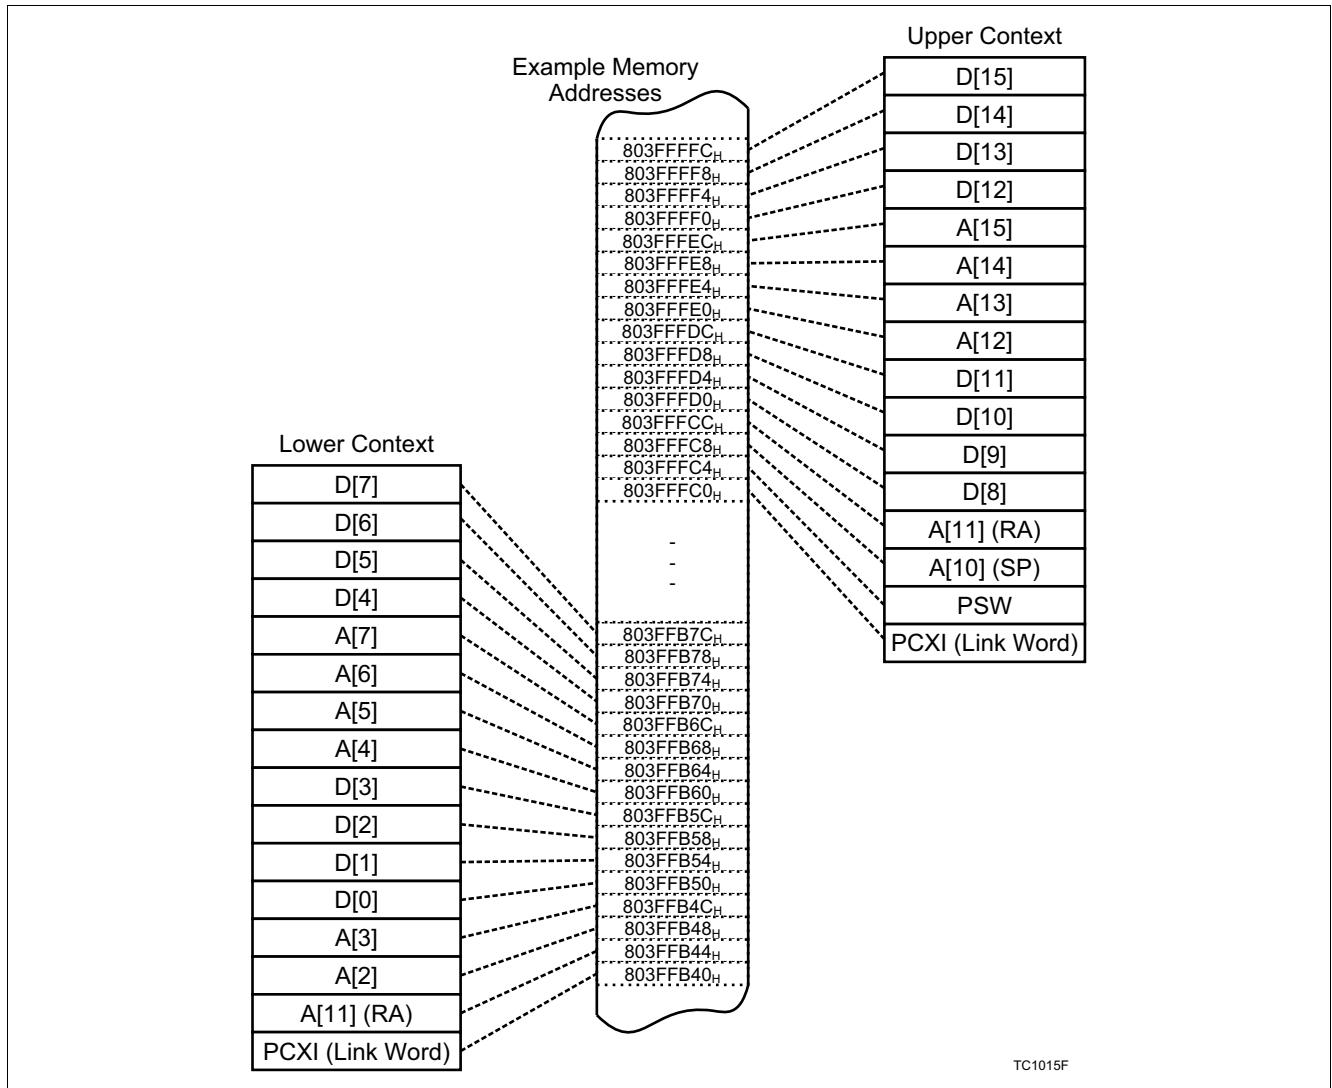 Upper Context
Example Memory
Addresses
D[15]
D[14]
D[13]
D[12]
A[15]
A[14]
A[13]
A[12]
D[11]
D[10]
D[9]
D[8]
A[11] (RA)
A[10] (SP)
PSW
PCXI (Link Word)
803FFFFCH
803FFFF8H
803FFFF4H
803FFFF0H
803FFFECH
803FFFE8H
803FFFE4H
803FFFE0H
803FFFDCH
803FFFD8H
803FFFD4H
803FFFD0H
803FFFCCH
803FFFC8H
803FFFC4H
803FFFC0H
-
-
-
803FFB7CH
803FFB78H
803FFB74H
803FFB70H
803FFB6CH
803FFB68H
803FFB64H
803FFB60H
803FFB5CH
803FFB58H
803FFB54H
803FFB50H
803FFB4CH
803FFB48H
803FFB44H
803FFB40H
Lower Context
D[7]
D[6]
D[5]
D[4]
A[7]
A[6]
A[5]
A[4]
D[3]
D[2]
D[1]
D[0]
A[3]
A[2]
A[11] (RA)
PCXI (Link Word)
TC1015F